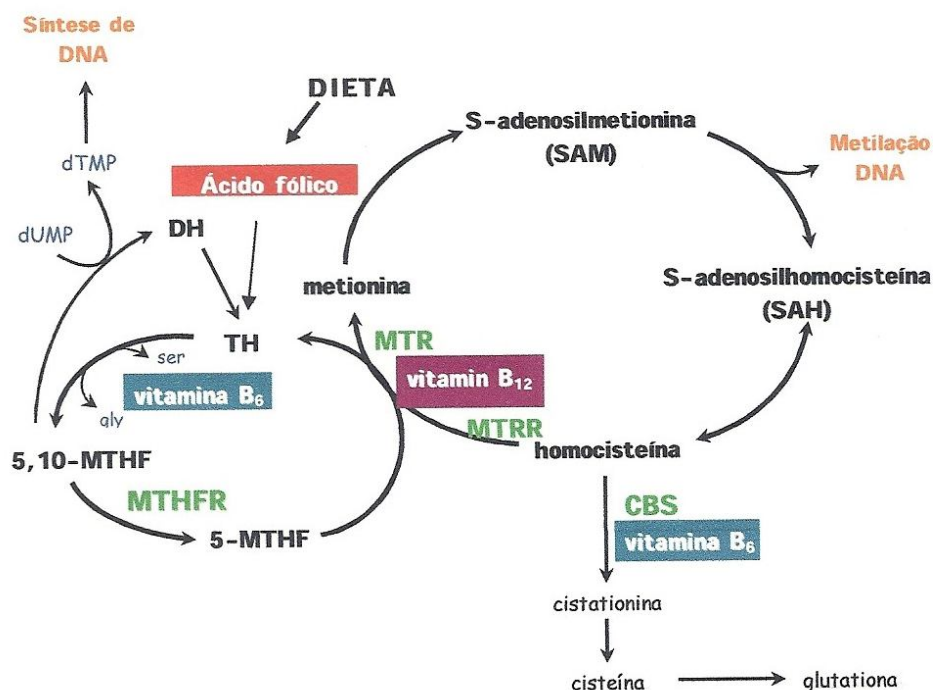 Síntese de
DNA
DIETA
S-adenosilmetionina
(SAM)
Metilação
DNA
dTMP
Ácido fólico
dUMP
DH
metionina
S-adenosilhomocisteína
(SAH)
TH
MTR
ser
vitamina B₆
vitamin B₁₂
gly
MTRR
homocisteína
5,10-MTHF
MTHFR
5-MTHF
CBS
vitamina B₆
cistationina
cisteína
glutationa